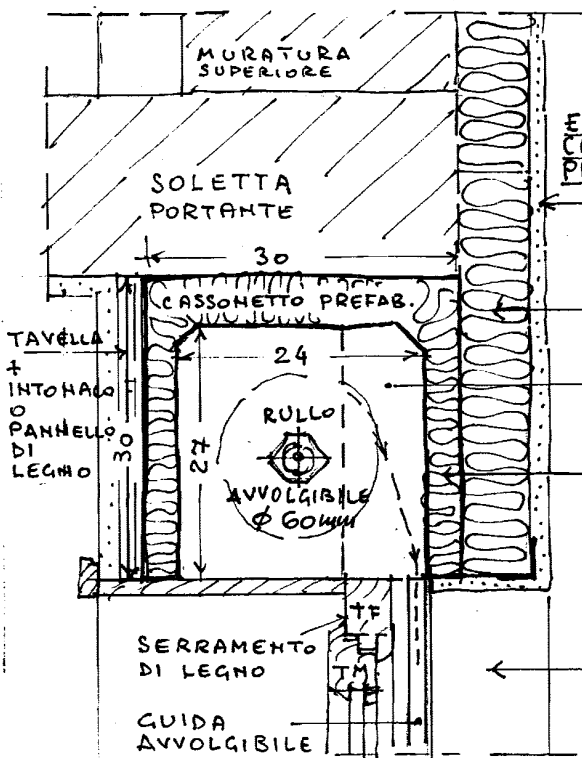 MURATURA
SUPERIORE
SOLETTA
PORTANTE
30
CASSONETTO PREFAB.
24
TAVELLA
+
INTONACO
O
PANNELLO
DI
LEGNO
30
27
RULLO
AVVOLGIBILE
φ 60mm
TF
SERRAMENTO
DI LEGNO
TM
GUIDA
AVVOLGIBILE